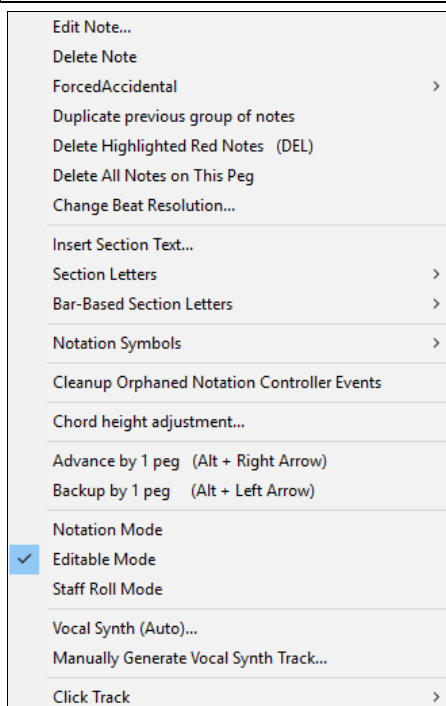 Edit Note...
Delete Note
ForcedAccidental
Duplicate previous group of notes
Delete Highlighted Red Notes (DEL)
Delete All Notes on This Peg
Change Beat Resolution...
Insert Section Text...
Section Letters
Bar-Based Section Letters
Notation Symbols
Cleanup Orphaned Notation Controller Events
Chord height adjustment...
Advance by 1 peg (Alt + Right Arrow)
Backup by 1 peg (Alt + Left Arrow)
Notation Mode
Editable Mode
Staff Roll Mode
Vocal Synth (Auto)...
Manually Generate Vocal Synth Track...
Click Track